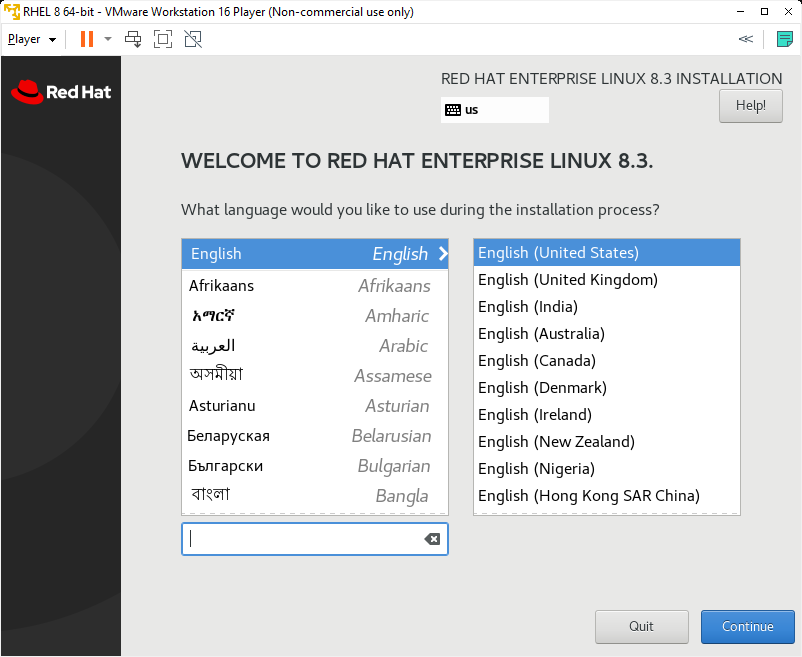 RHEL 8 64-bit - VMware Workstation 16 Player (Non-commercial use only)
Player
Red Hat
RED HAT ENTERPRISE LINUX 8.3 INSTALLATION
us
Help!
WELCOME TO RED HAT ENTERPRISE LINUX 8.3.
What language would you like to use during the installation process?
English English
Afrikaans Afrikaans
አማርኛ Amharic
العربية Arabic
অসমীয়া Assamese
Asturianu Asturian
Беларуская Belarusian
Български Bulgarian
বাংলা Bangla
English (United States)
English (United Kingdom)
English (India)
English (Australia)
English (Canada)
English (Denmark)
English (Ireland)
English (New Zealand)
English (Nigeria)
English (Hong Kong SAR China)
Quit
Continue